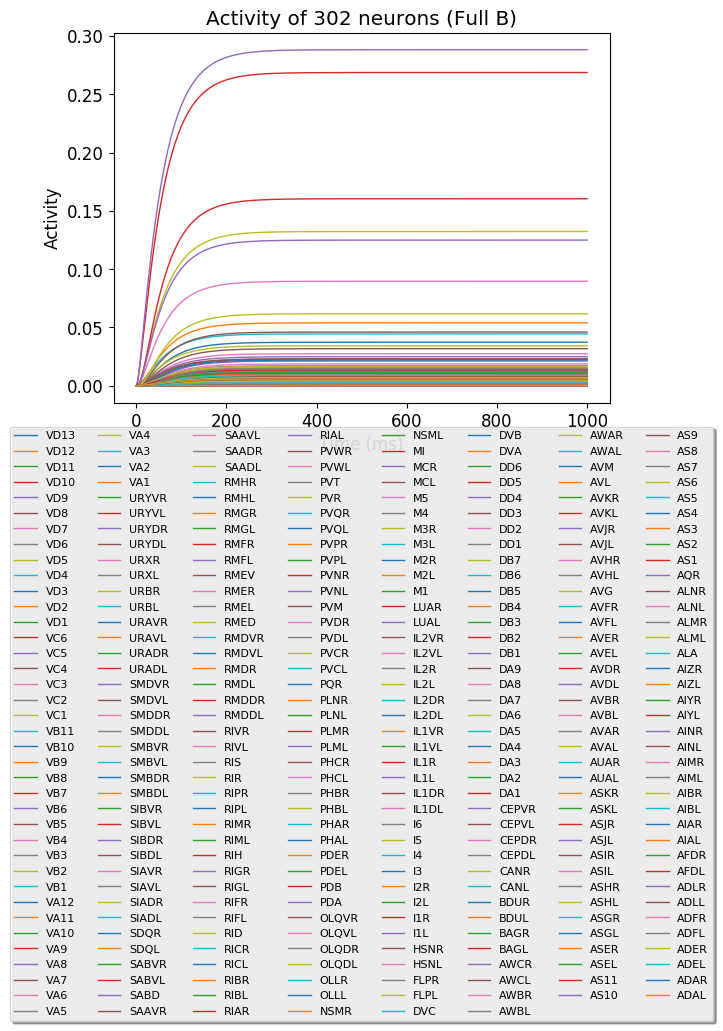 Activity of 302 neurons (Full B)
0.30
0.25
0.20
0.15
0.10
0.05
0.00
Activity
0 200 400 600 800 1000
Time (ms)
VD13
VD12
VD11
VD10
VD9
VD8
VD7
VD6
VD5
VD4
VD3
VD2
VD1
VC6
VC5
VC4
VC3
VC2
VC1
VB11
VB10
VB9
VB8
VB7
VB6
VB5
VB4
VB3
VB2
VB1
VA12
VA11
VA10
VA9
VA8
VA7
VA6
VA5
VA4
VA3
VA2
VA1
URYVR
URYVL
URYDR
URYDL
URXR
URXL
URBR
URBL
URAVR
URAVL
URADR
URADL
SMDVR
SMDVL
SMDDR
SMDDL
SMBVR
SMBVL
SMBDR
SMBDL
SIBVR
SIBVL
SIBDR
SIBDL
SIAVR
SIAVL
SIADR
SIADL
SDQR
SDQL
SABVR
SABVL
SABD
SAAVR
SAAVL
SAADR
SAADL
RMHR
RMHL
RMGR
RMGL
RMFR
RMFL
RMEV
RMER
RMEL
RMED
RMDVR
RMDVL
RMDR
RMDL
RMDDR
RMDDL
RIVR
RIVL
RIS
RIR
RIPR
RIPL
RIMR
RIML
RIH
RIGR
RIGL
RIFR
RIFL
RID
RICR
RICL
RIBR
RIBL
RIAR
RIAL
PVWR
PVWL
PVT
PVR
PVQR
PVQL
PVPR
PVPL
PVNR
PVNL
PVM
PVDR
PVDL
PVCR
PVCL
PQR
PLNR
PLNL
PLMR
PLML
PHCR
PHCL
PHBR
PHBL
PHAR
PHAL
PDER
PDEL
PDB
PDA
OLQVR
OLQVL
OLQDR
OLQDL
OLLR
OLLL
NSMR
NSML
MI
MCR
MCL
M5
M4
M3R
M3L
M2R
M2L
M1
LUAR
LUAL
IL2VR
IL2VL
IL2R
IL2L
IL2DR
IL2DL
IL1VR
IL1VL
IL1R
IL1L
IL1DR
IL1DL
I6
I5
I4
I3
I2R
I2L
I1R
I1L
HSNR
HSNL
FLPR
FLPL
DVC
DVB
DVA
DD6
DD5
DD4
DD3
DD2
DD1
DB7
DB6
DB5
DB4
DB3
DB2
DB1
DA9
DA8
DA7
DA6
DA5
DA4
DA3
DA2
DA1
CEPVR
CEPVL
CEPDR
CEPDL
CANR
CANL
BDUR
BDUL
BAGR
BAGL
AWCR
AWCL
AWBR
AWBL
AWAR
AWAL
AVM
AVL
AVKR
AVKL
AVJR
AVJL
AVHR
AVHL
AVG
AVFR
AVFL
AVER
AVEL
AVDR
AVDL
AVBR
AVBL
AVAR
AVAL
AUAR
AUAL
ASKR
ASKL
ASJR
ASJL
ASIR
ASIL
ASHR
ASHL
ASGR
ASGL
ASER
ASEL
AS11
AS10
AS9
AS8
AS7
AS6
AS5
AS4
AS3
AS2
AS1
AQR
ALNR
ALNL
ALMR
ALML
ALA
AIZR
AIZL
AIYR
AIYL
AINR
AINL
AIMR
AIML
AIBR
AIBL
AIAR
AIAL
AFDR
AFDL
ADLR
ADLL
ADFR
ADFL
ADER
ADEL
ADAR
ADAL